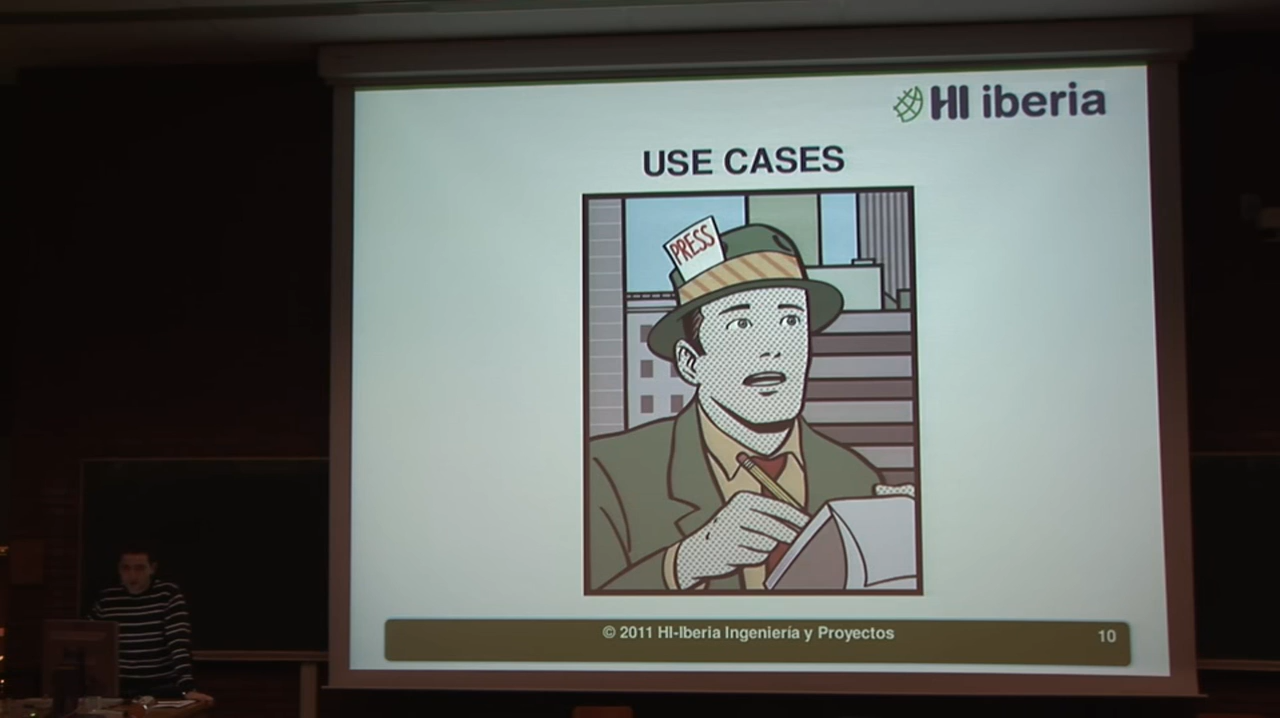 HI iberia
USE CASES
PRESS
© 2011 HI-Iberia Ingeniería y Proyectos
10